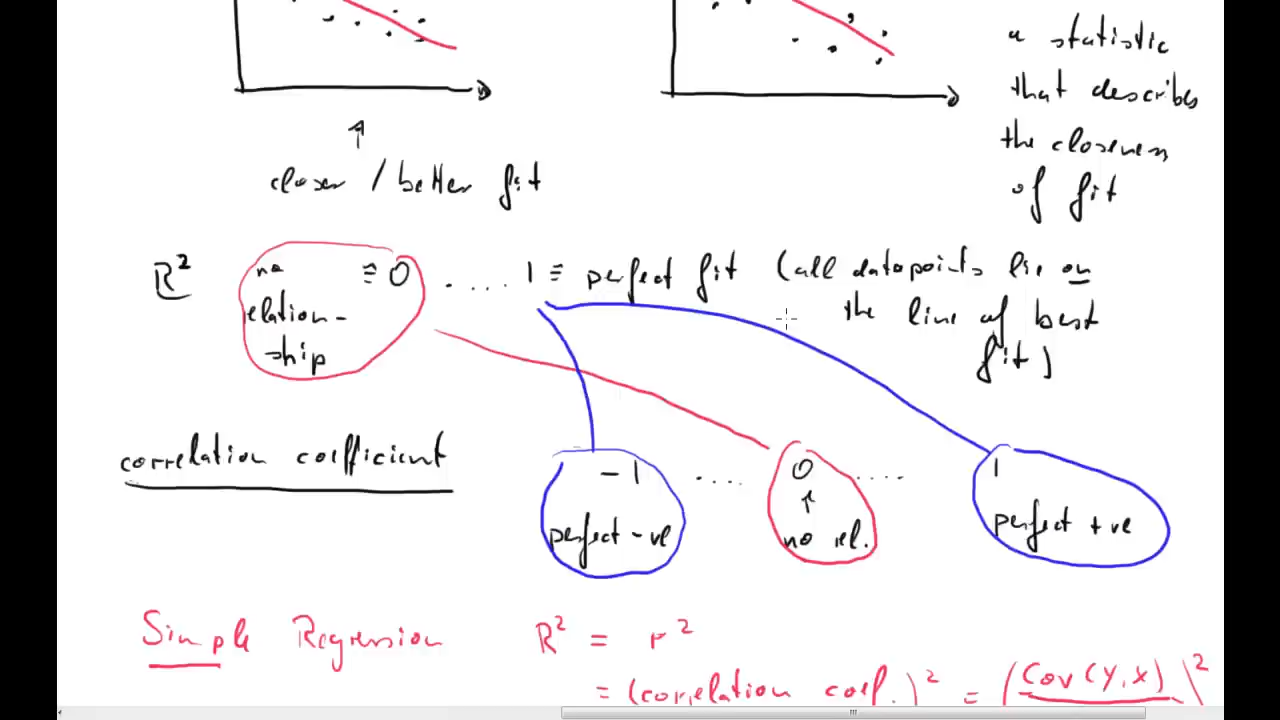 a statistic
that describes
the closeness
of fit
closer / better fit
R² no ≡ 0 .... 1 ≡ perfect fit (all datapoints lie on
relation-
ship
the line of best
fit)
correlation coefficient
-1 .... 0 .... 1
perfect -ve
↑
no rel.
perfect +ve
Simple Regression R² = r²
= (correlation coef.)² = (Cov(Y,X))²